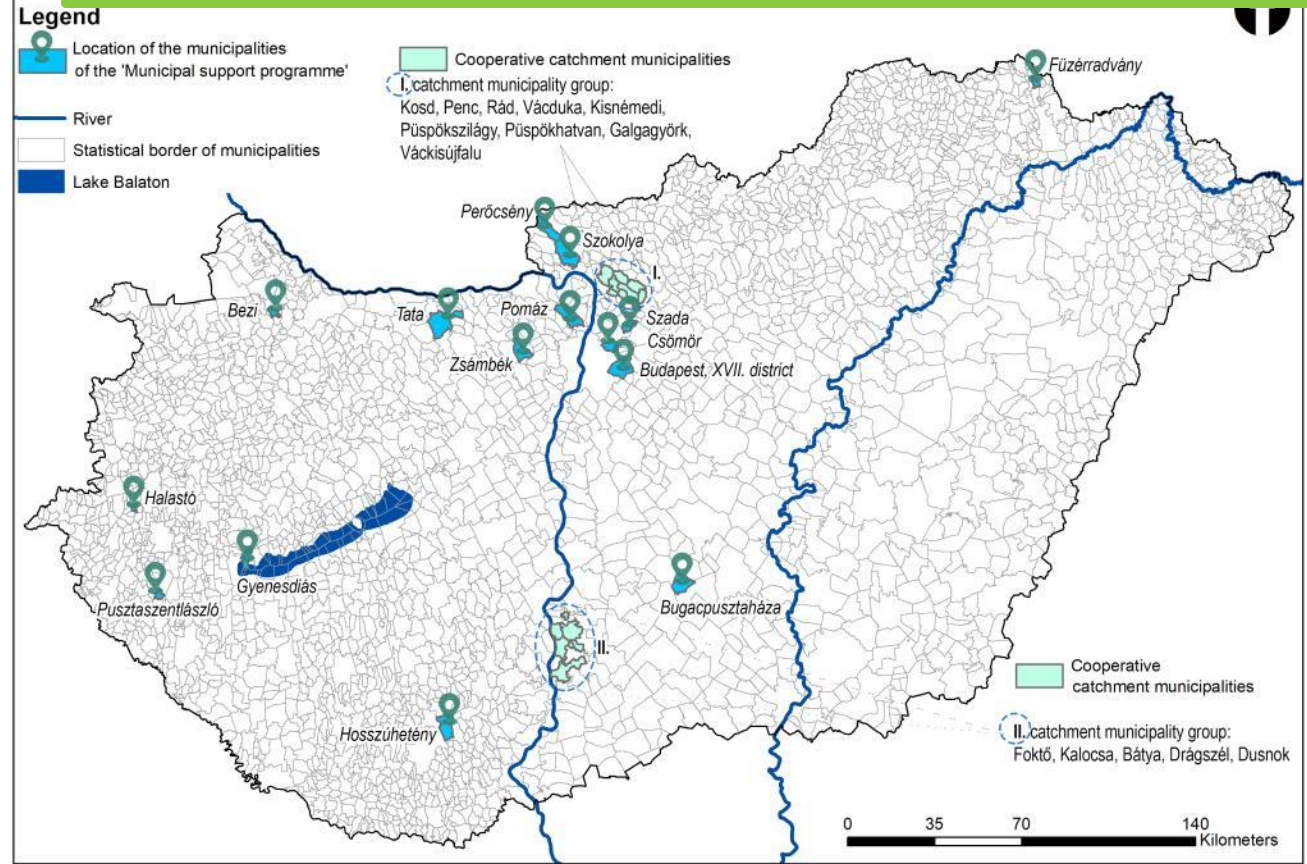 Legend
Location of the municipalities
of the 'Municipal support programme'
River
Statistical border of municipalities
Lake Balaton
Cooperative catchment municipalities
I. catchment municipality group:
Kosd, Penc, Rád, Vácduka, Kisnémedi,
Püspökszilágy, Püspökhatvan, Galgagyörk,
Váckisújfalu
Füzérradvány
Perőcsény
Szokolya
I.
Bezi
Tata
Pomáz
Szada
Csömör
Zsámbék
Budapest, XVII. district
Halastó
Gyenesdiás
Pusztaszentlászló
Bugacpusztaháza
II.
Hosszúhetény
Cooperative
catchment municipalities
II. catchment municipality group:
Foktő, Kalocsa, Bátya, Drágszél, Dusnok
0 35 70 140
Kilometers